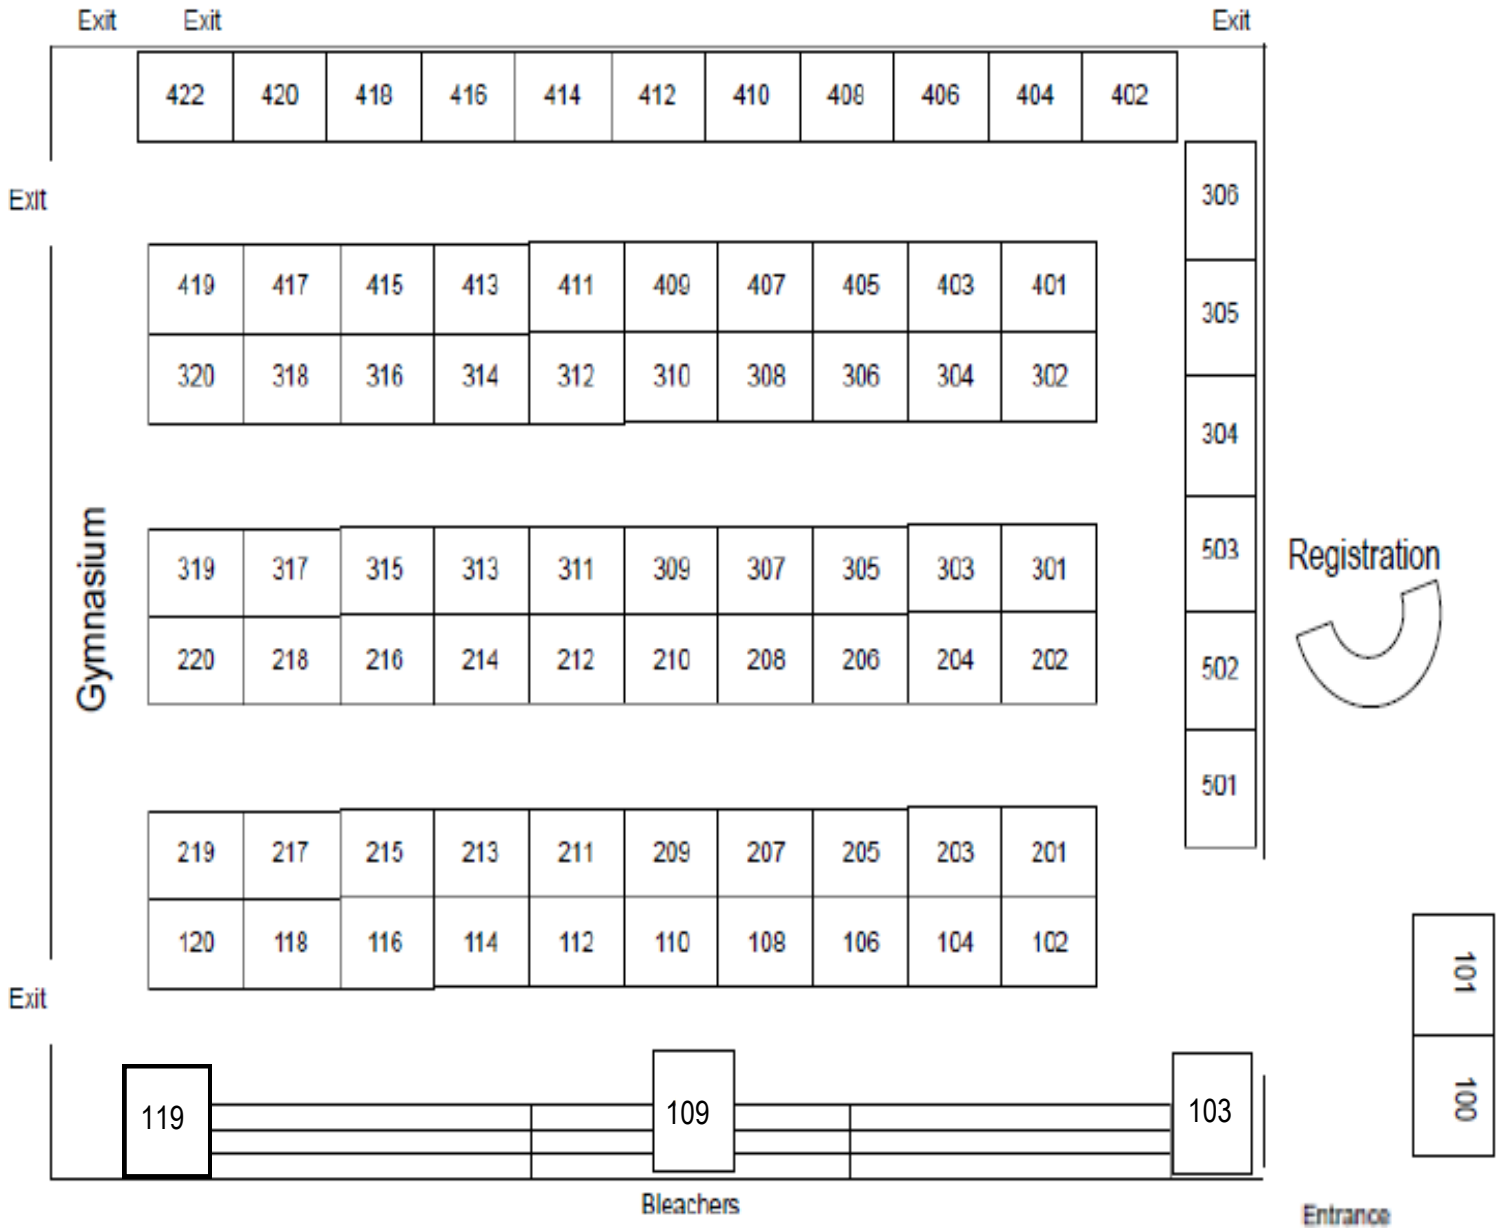 Exit Exit Exit
422 420 418 416 414 412 410 408 406 404 402
306
Exit
419 417 415 413 411 409 407 405 403 401
305
320 318 316 314 312 310 308 306 304 302
304
Gymnasium
503
Registration
319 317 315 313 311 309 307 305 303 301
220 218 216 214 212 210 208 206 204 202
502
501
219 217 215 213 211 209 207 205 203 201
120 118 116 114 112 110 108 106 104 102
101
Exit
100
119 109 103
Bleachers
Entrance